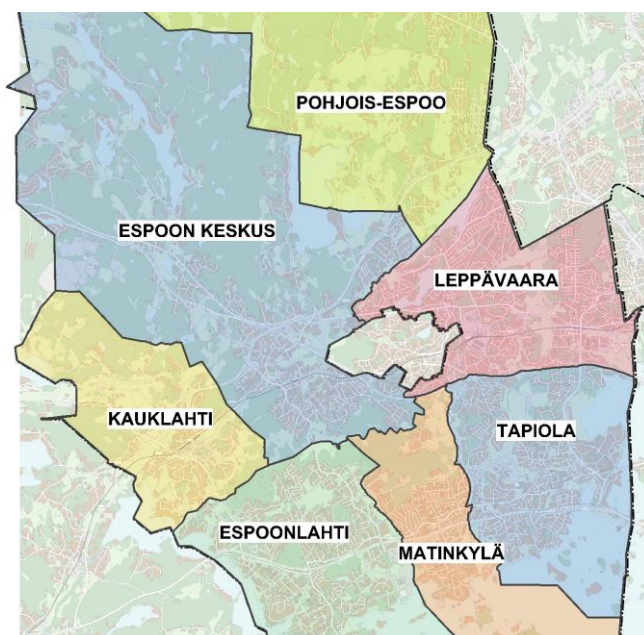 POHJOIS-ESPOO
ESPOON KESKUS
LEPPÄVAARA
KAUKLAHTI
TAPIOLA
ESPOONLAHTI
MATINKYLÄ